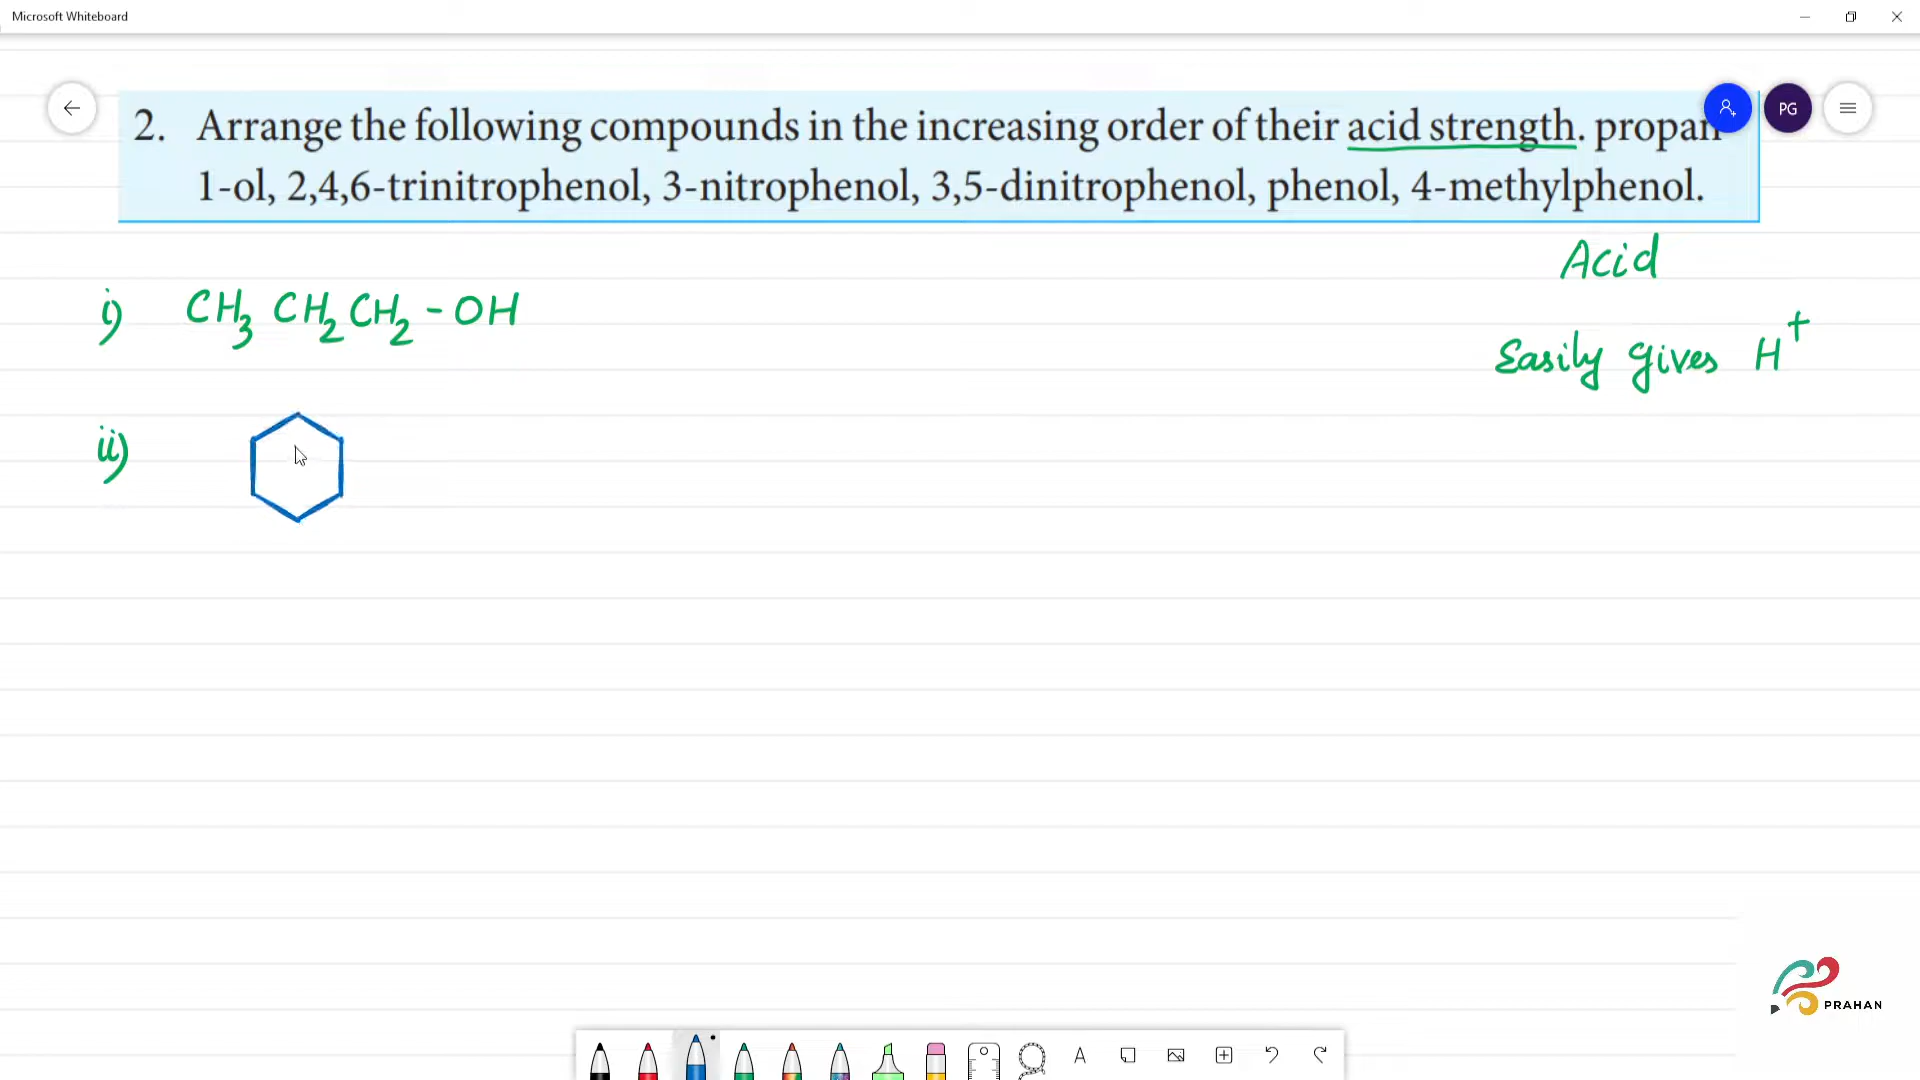 Microsoft Whiteboard
2. Arrange the following compounds in the increasing order of their acid strength. propan
PG
1-ol, 2,4,6-trinitrophenol, 3-nitrophenol, 3,5-dinitrophenol, phenol, 4-methylphenol.
Acid
i) CH3 CH2 CH2 - OH
Easily gives H+
ii)
PRAHAN
A